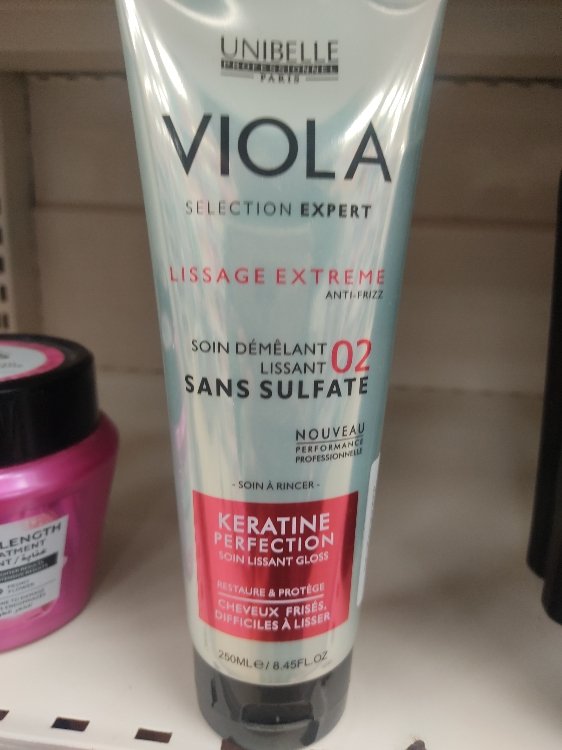 UNIBELLE
PROFESSIONNEL
PARIS
VIOLA
SELECTION EXPERT
LISSAGE EXTREME
ANTI-FRIZZ
SOIN DÉMÊLANT 02
LISSANT
SANS SULFATE
NOUVEAU
PERFORMANCE
PROFESSIONNELLE
- SOIN À RINCER -
KERATINE
PERFECTION
SOIN LISSANT GLOSS
RESTAURE & PROTÈGE
CHEVEUX FRISÉS,
DIFFICILES À LISSER
250ML e / 8.45FL.OZ
LENGTH